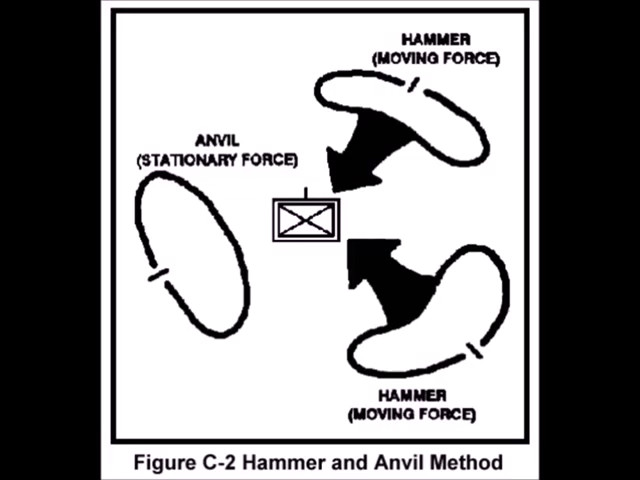 HAMMER
(MOVING FORCE)
ANVIL
(STATIONARY FORCE)
HAMMER
(MOVING FORCE)
Figure C-2 Hammer and Anvil Method